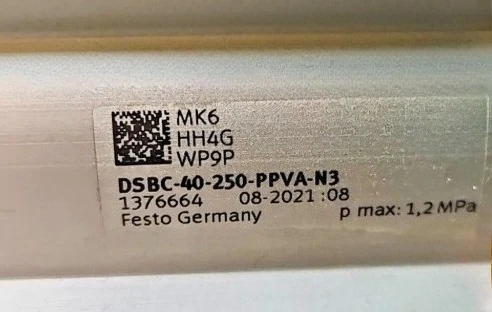 MK6
HH4G
WP9P
DSBC-40-250-PPVA-N3
1376664 08-2021:08
Festo Germany p max: 1,2 MPa